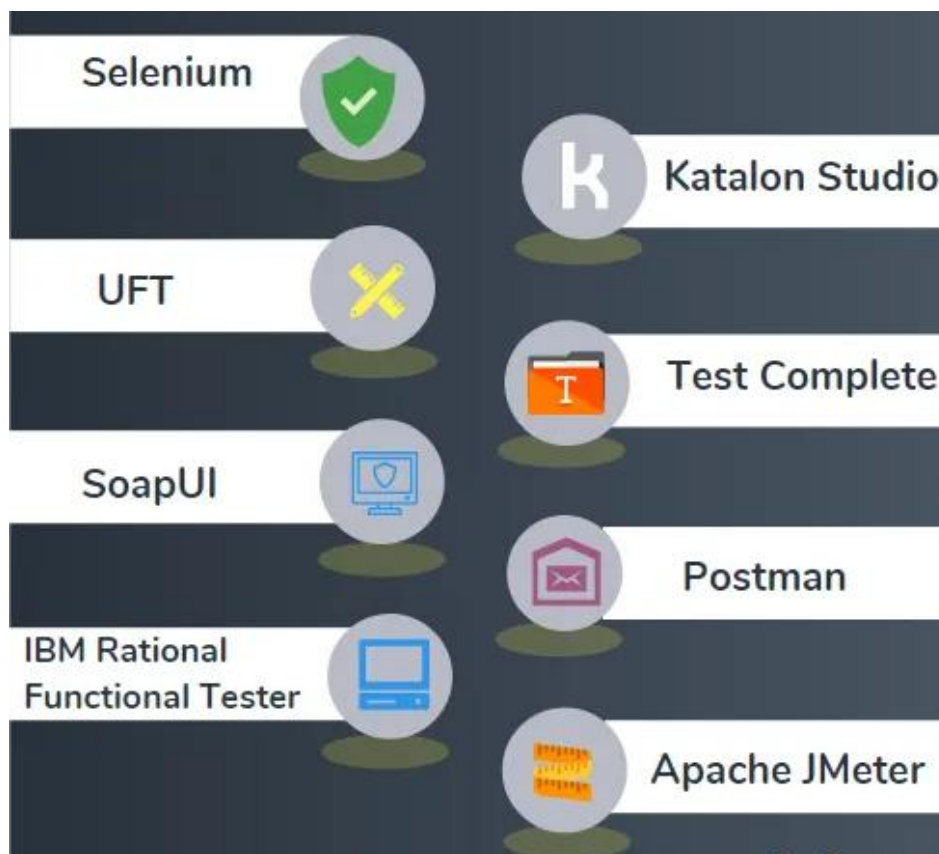 Selenium
Katalon Studio
UFT
Test Complete
T
SoapUI
Postman
IBM Rational
Functional Tester
Apache JMeter